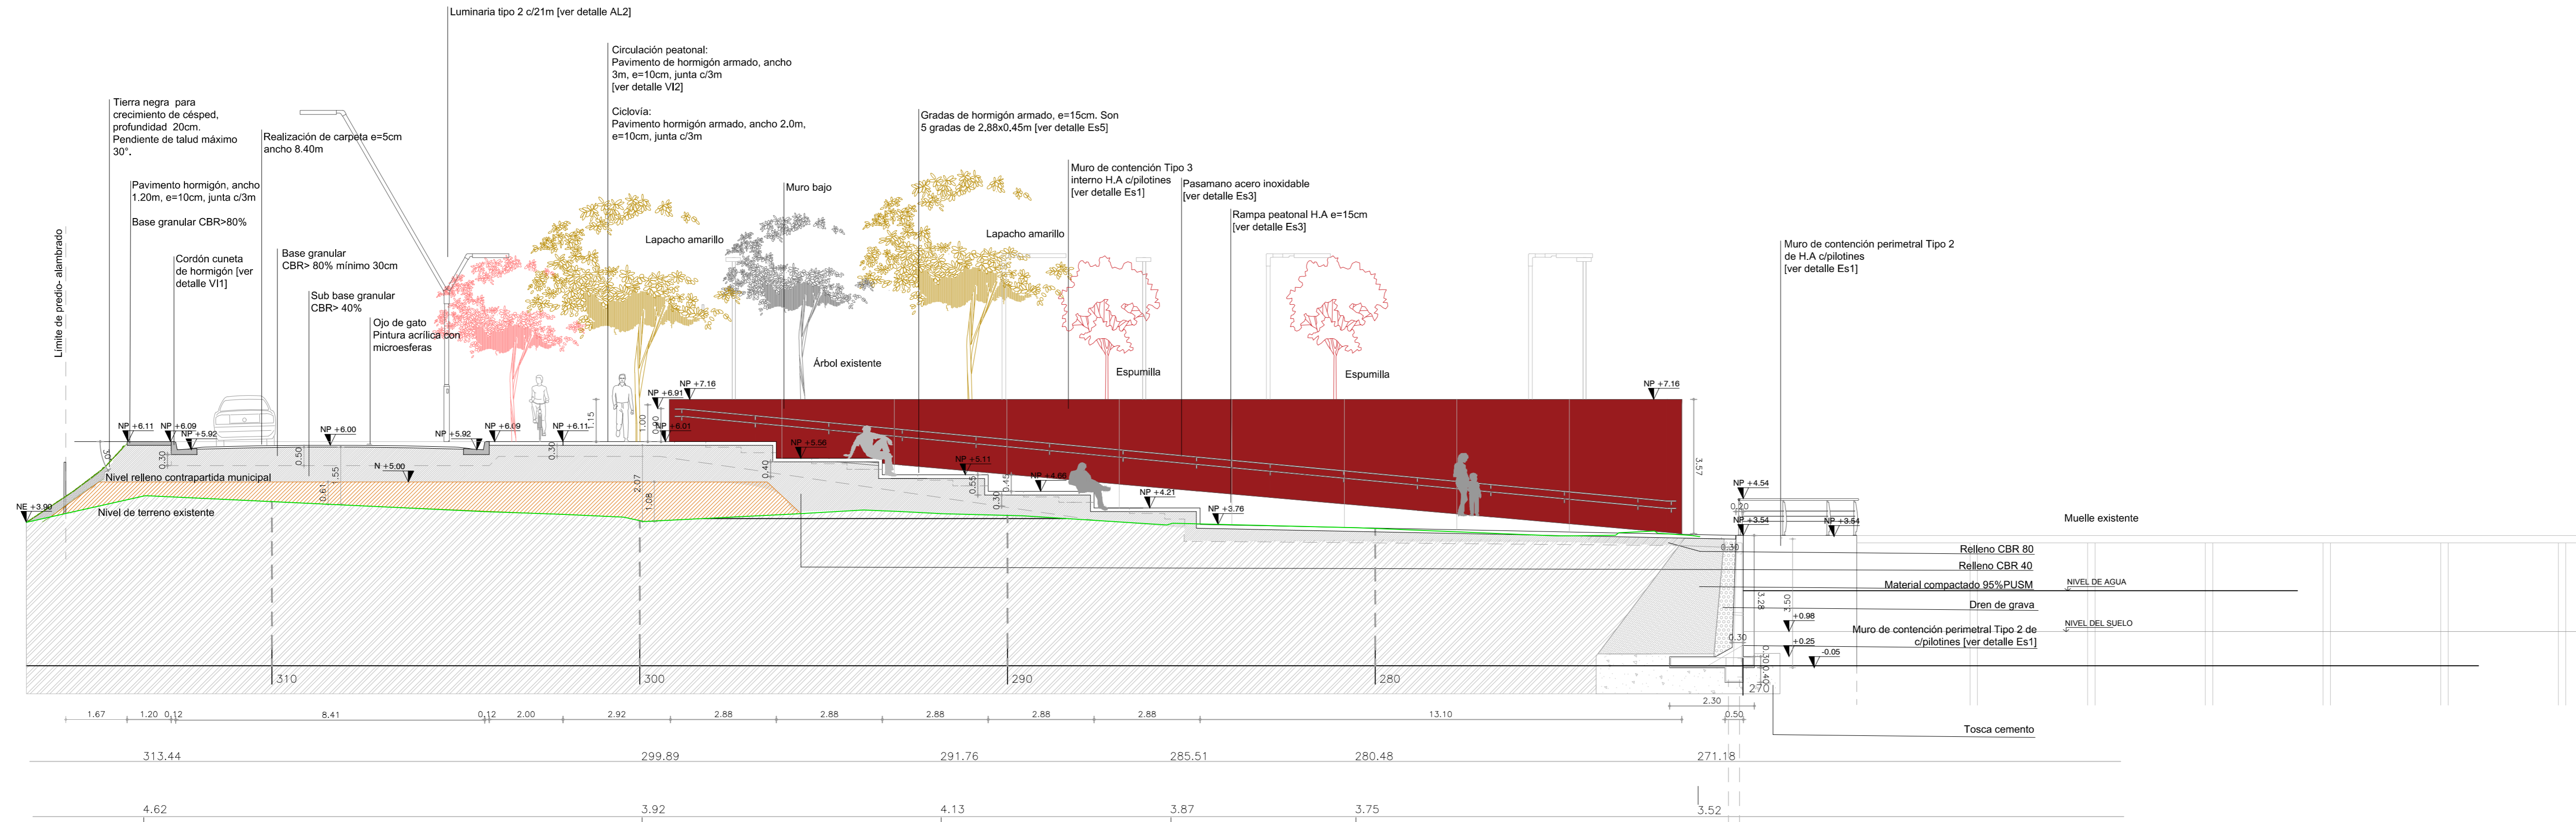 Luminaria tipo 2 c/21m [ver detalle AL2]
Circulación peatonal:
Pavimento de hormigón armado, ancho
3m, e=10cm, junta c/3m
[ver detalle VI2]
Ciclovía:
Pavimento hormigón armado, ancho 2.0m,
e=10cm, junta c/3m
Tierra negra para
crecimiento de césped,
profundidad 20cm.
Pendiente de talud máximo
30°.
Realización de carpeta e=5cm
ancho 8.40m
Gradas de hormigón armado, e=15cm. Son
5 gradas de 2.88x0.45m [ver detalle Es5]
Muro de contención Tipo 3
interno H.A c/pilotines
[ver detalle Es1]
Pasamano acero inoxidable
[ver detalle Es3]
Rampa peatonal H.A e=15cm
[ver detalle Es3]
Pavimento hormigón, ancho
1.20m, e=10cm, junta c/3m
Base granular CBR>80%
Muro bajo
Límite de predio- alambrado
Cordón cuneta
de hormigón [ver
detalle VI1]
Base granular
CBR> 80% mínimo 30cm
Sub base granular
CBR> 40%
Ojo de gato
Pintura acrílica con
microesferas
Lapacho amarillo
Lapacho amarillo
Muro de contención perimetral Tipo 2
de H.A c/pilotines
[ver detalle Es1]
Árbol existente
Espumilla
Espumilla
NP +7.16
NP +7.16
NP +6.91
NP +6.11
NP +6.09
NP +5.92
NP +6.00
NP +5.92
NP +6.09
NP +6.11
NP +6.01
1.15
1.00
0.90
NP +5.56
NP +5.11
NP +4.66
NP +4.21
NP +3.76
30°
0.30
0.50
1.55
0.61
0.30
2.07
1.08
0.40
0.55
0.45
0.30
3.57
N +5.00
Nivel relleno contrapartida municipal
NE +3.90
Nivel de terreno existente
NP +4.54
0.20
NP +3.54
NP +3.54
Muelle existente
0.30
Relleno CBR 80
Relleno CBR 40
Material compactado 95%PUSM
NIVEL DE AGUA
3.28
3.50
Dren de grava
+0.98
NIVEL DEL SUELO
Muro de contención perimetral Tipo 2 de
c/pilotines [ver detalle Es1]
0.30
+0.25
-0.05
0.30
0.40
310
300
290
280
270
2.30
1.67
1.20
0.12
8.41
0.12
2.00
2.92
2.88
2.88
2.88
2.88
2.88
13.10
0.50
Tosca cemento
313.44
299.89
291.76
285.51
280.48
271.18
4.62
3.92
4.13
3.87
3.75
3.52